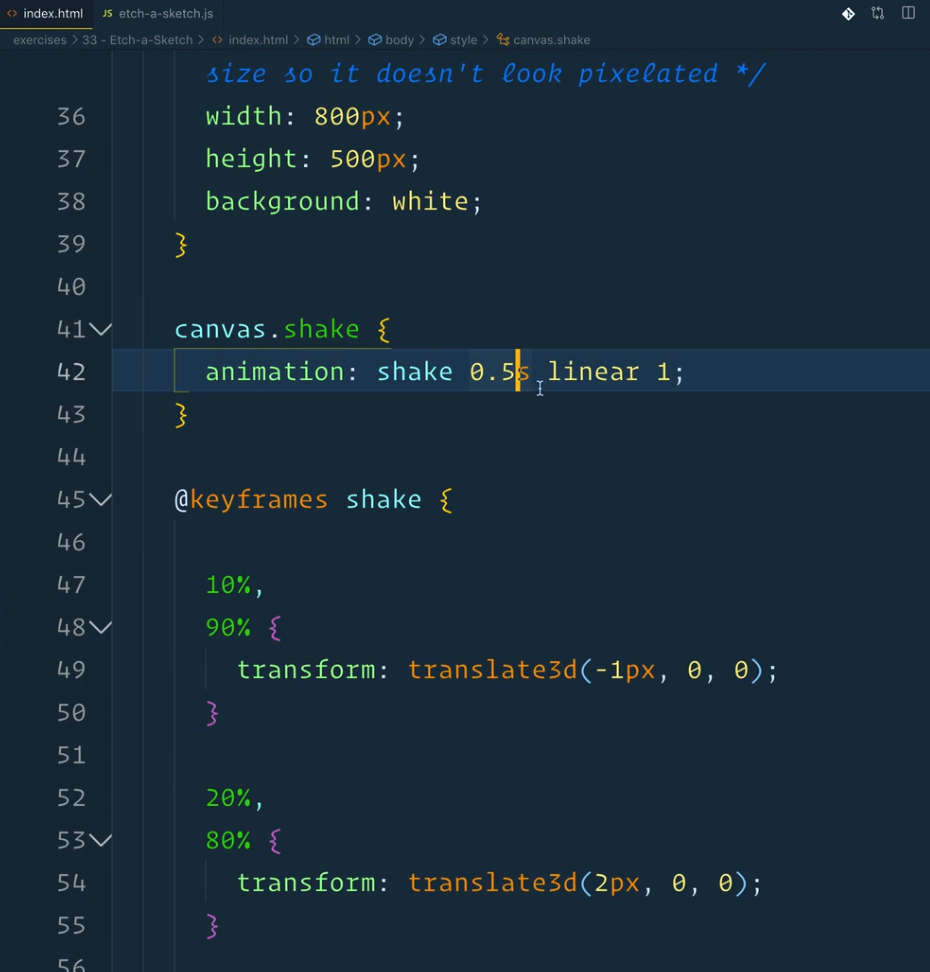 index.html JS etch-a-sketch.js
exercises > 33 - Etch-a-Sketch > index.html > html > body > style > canvas.shake
size so it doesn't look pixelated */
36 width: 800px;
37 height: 500px;
38 background: white;
39 }
40
41 canvas.shake {
42 animation: shake 0.5s linear 1;
43 }
44
45 @keyframes shake {
46
47 10%,
48 90% {
49 transform: translate3d(-1px, 0, 0);
50 }
51
52 20%,
53 80% {
54 transform: translate3d(2px, 0, 0);
55 }
56